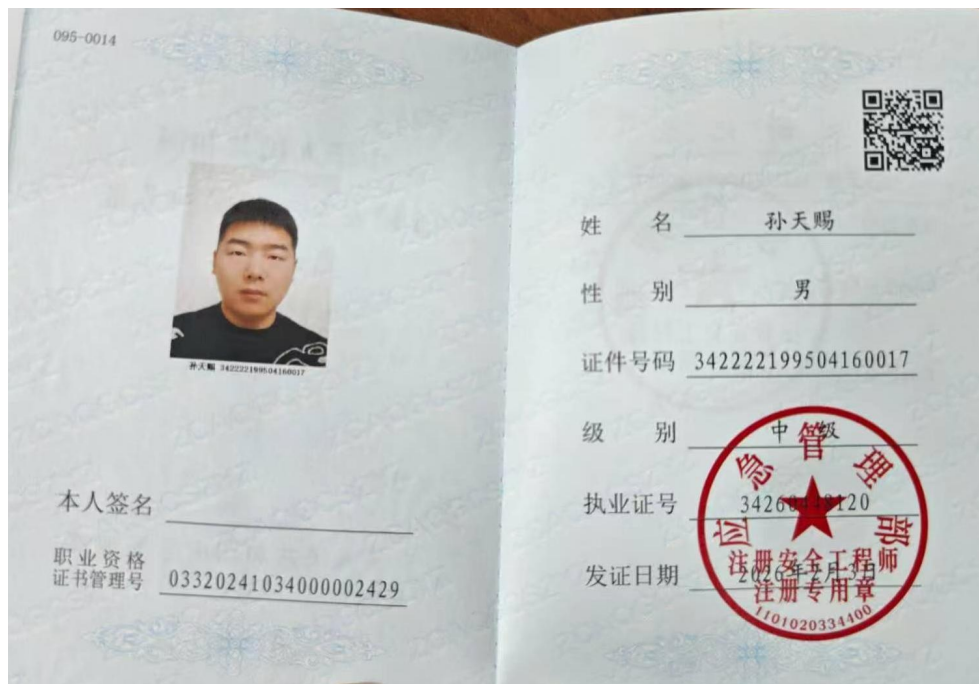 095-0014
孙天赐 342222199504160017
本人签名
职业资格
证书管理号 03320241034000002429
姓名 孙天赐
性别 男
证件号码 342222199504160017
级别 中级
执业证号
发证日期
应急管理部
注册安全工程师
注册专用章
1101020334400